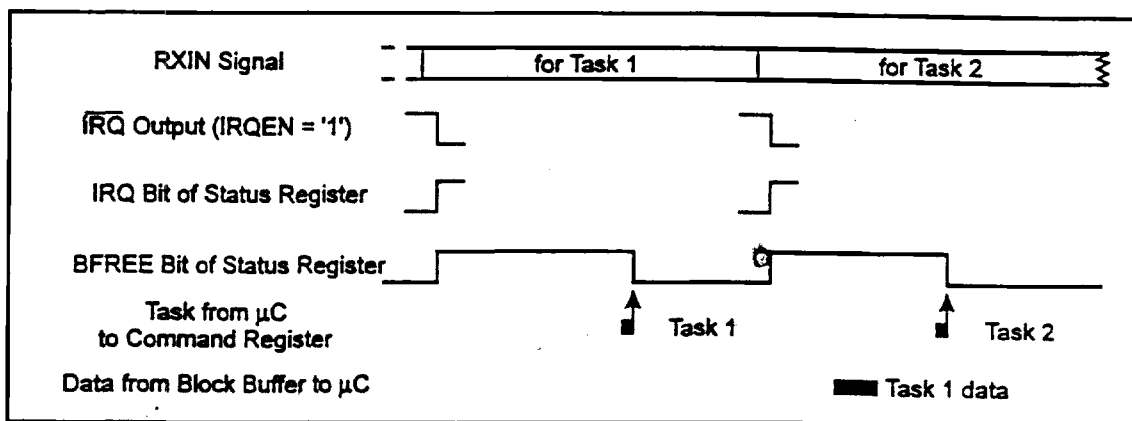 RXIN Signal for Task 1 for Task 2
I̅R̅Q̅ Output (IRQEN = '1')
IRQ Bit of Status Register
BFREE Bit of Status Register
Task from µC
to Command Register
Task 1 Task 2
Data from Block Buffer to µC
Task 1 data